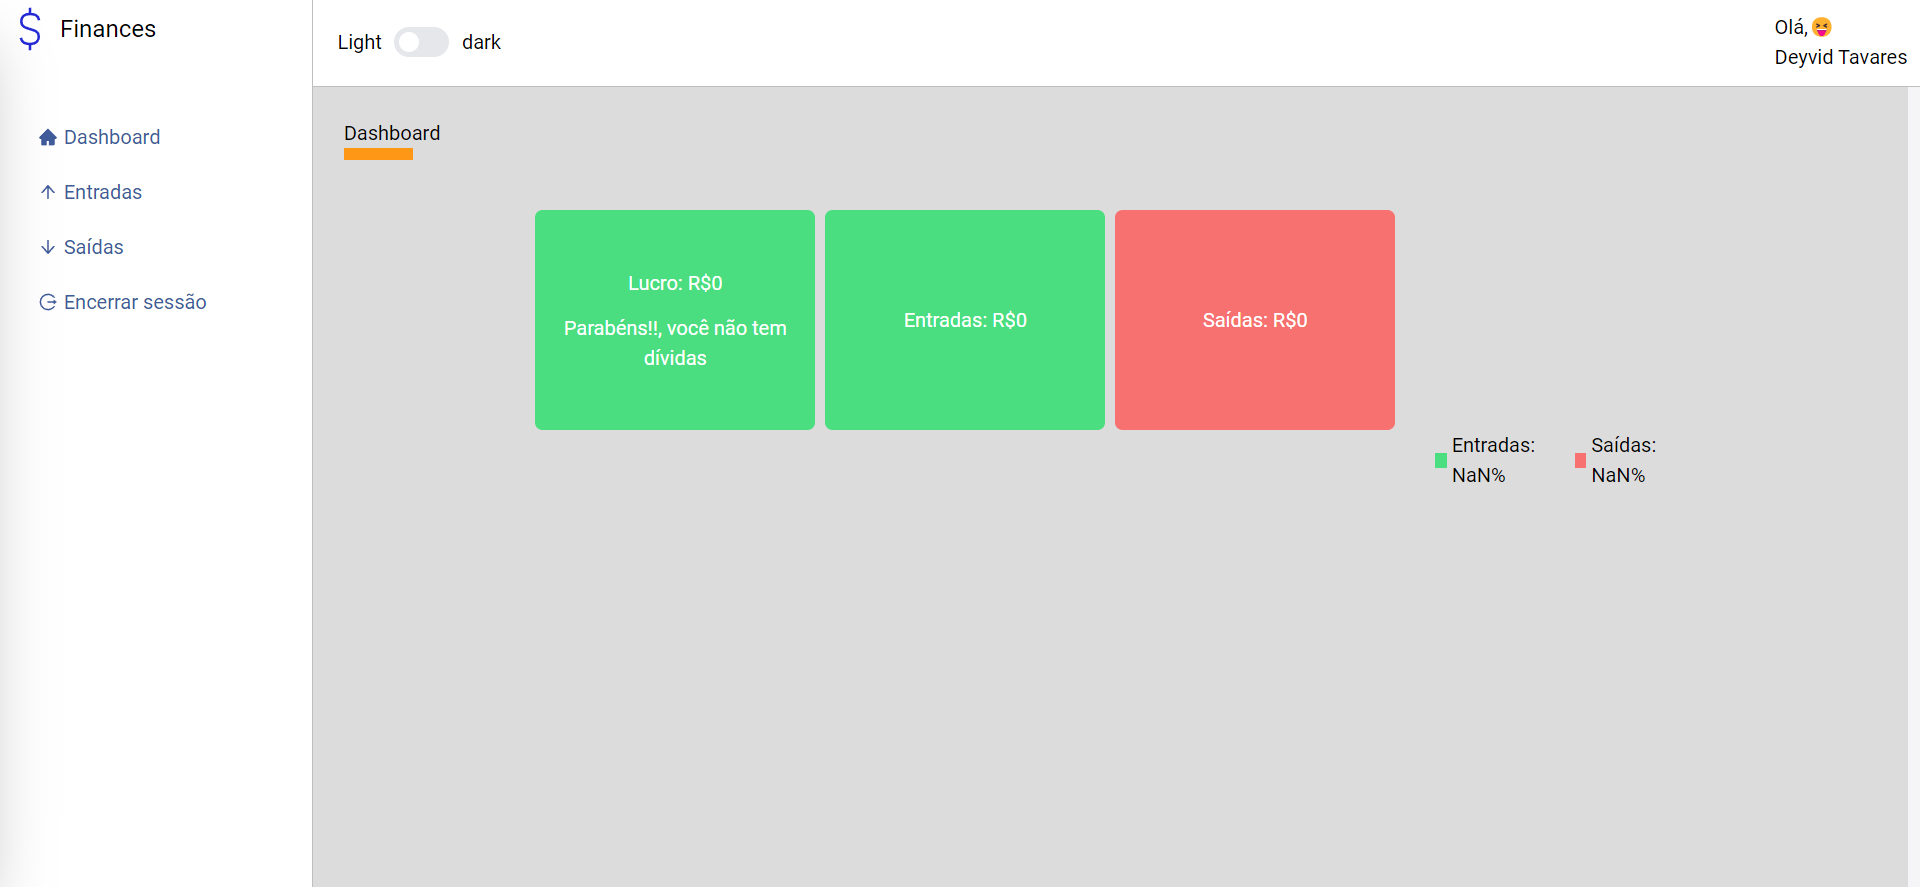 Finances
Light
dark
Olá,😝
Deyvid Tavares
Dashboard
Entradas
Saídas
Encerrar sessão
Dashboard
Lucro: R$0
Parabéns!!, você não tem
dívidas
Entradas: R$0
Saídas: R$0
Entradas:
NaN%
Saídas:
NaN%